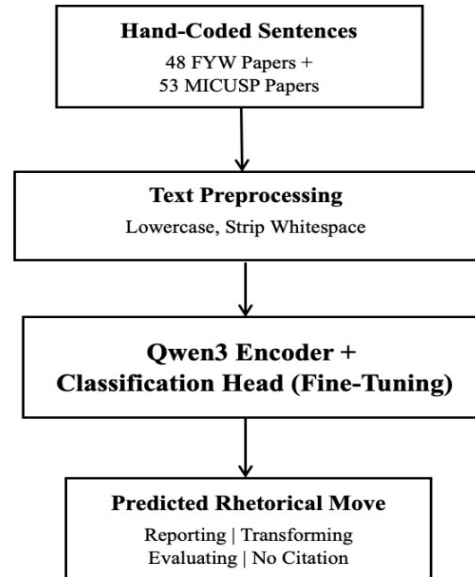 Hand-Coded Sentences
48 FYW Papers +
53 MICUSP Papers
Text Preprocessing
Lowercase, Strip Whitespace
Qwen3 Encoder +
Classification Head (Fine-Tuning)
Predicted Rhetorical Move
Reporting | Transforming
Evaluating | No Citation